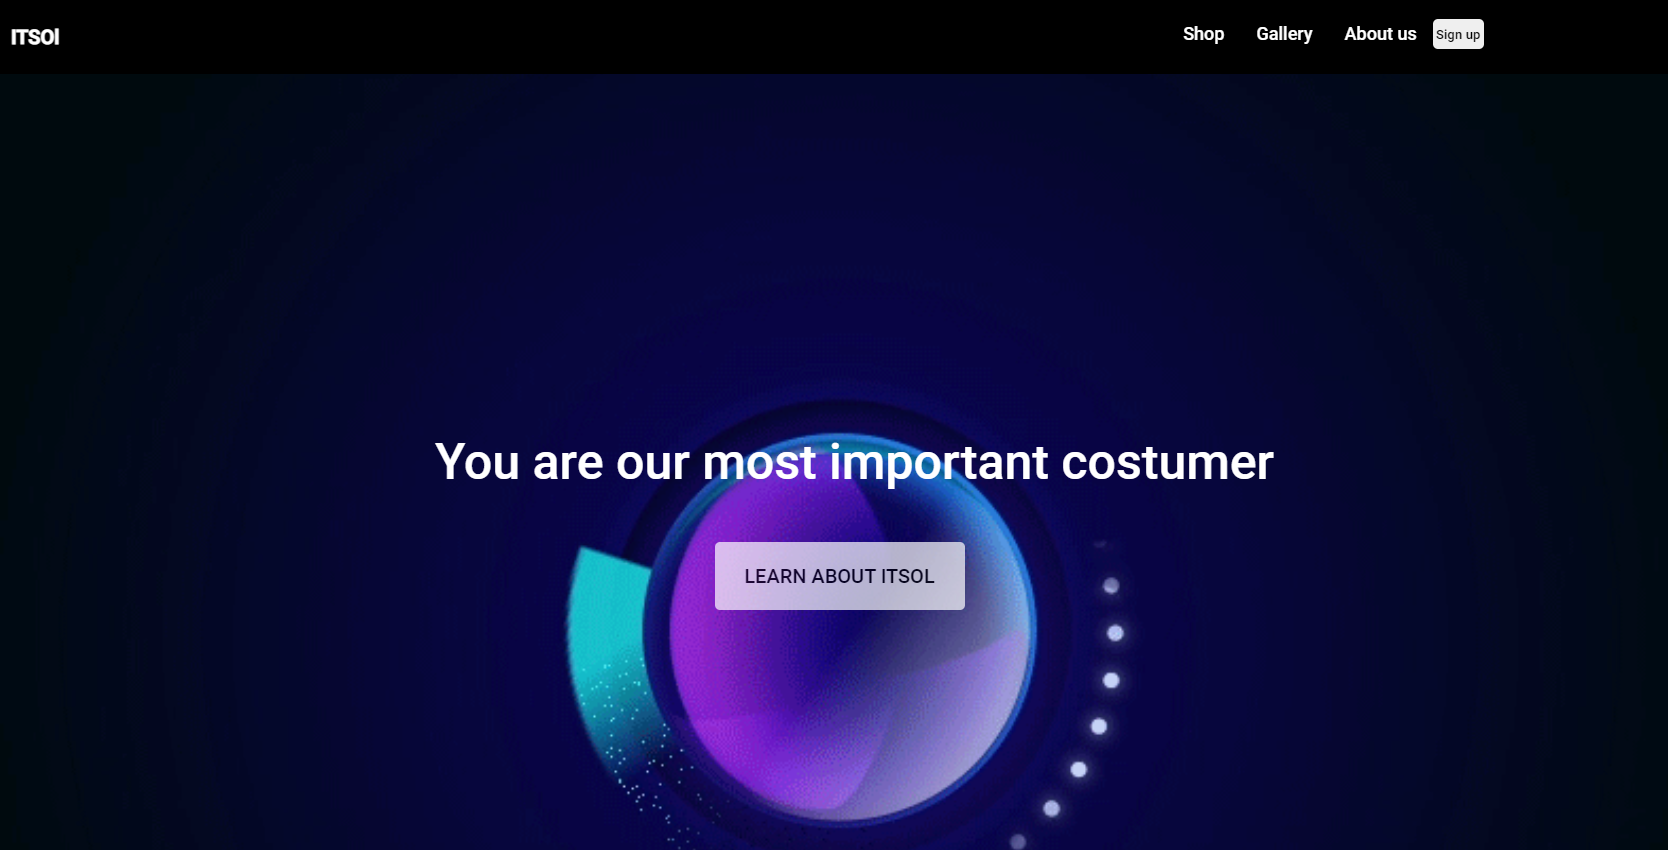 ITSOl
Shop Gallery About us Sign up
You are our most important costumer
LEARN ABOUT ITSOL